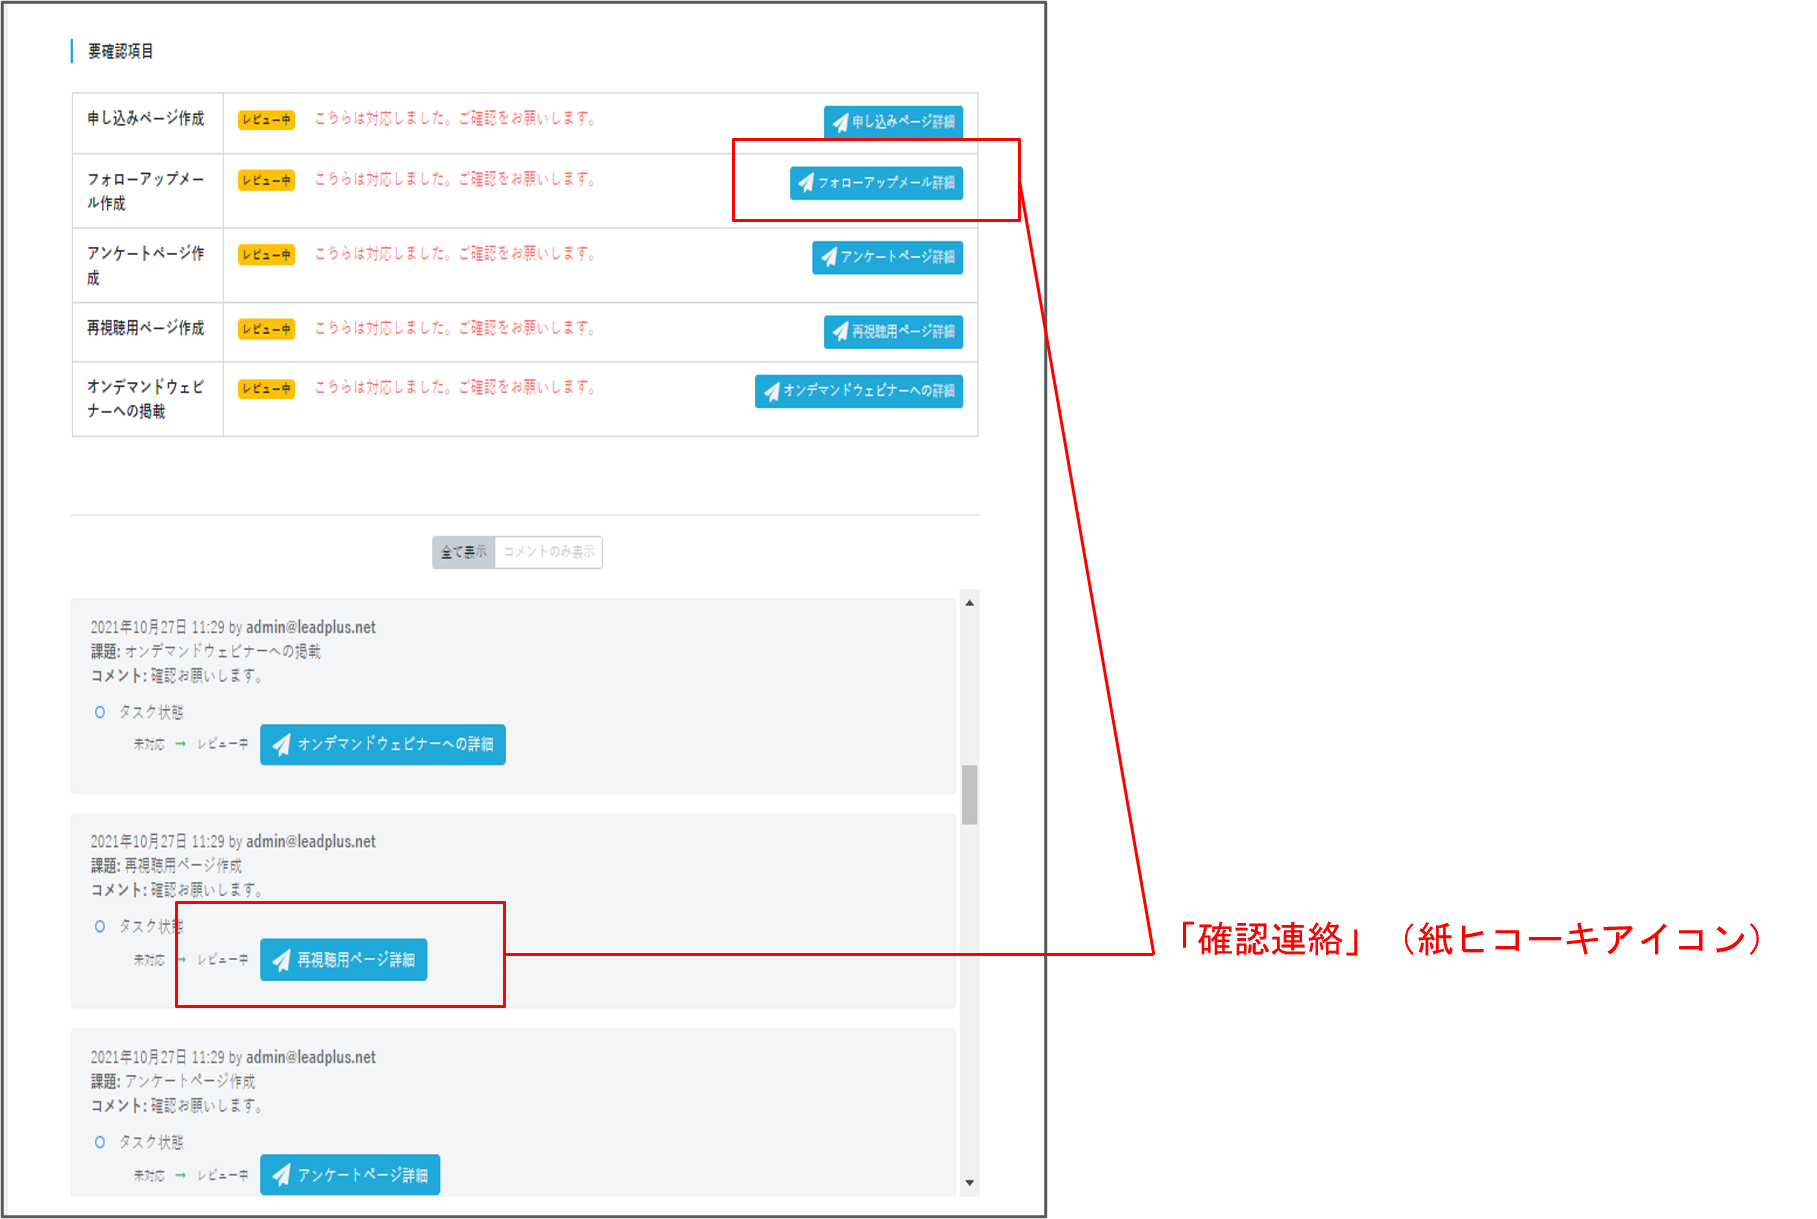 要確認項目
申し込みページ作成 レビュー中 こちらは対応しました。ご確認をお願いします。 申し込みページ詳細
フォローアップメー
ル作成
レビュー中 こちらは対応しました。ご確認をお願いします。 フォローアップメール詳細
アンケートページ作
成
レビュー中 こちらは対応しました。ご確認をお願いします。 アンケートページ詳細
再視聴用ページ作成 レビュー中 こちらは対応しました。ご確認をお願いします。 再視聴用ページ詳細
オンデマンドウェビ
ナーへの掲載
レビュー中 こちらは対応しました。ご確認をお願いします。 オンデマンドウェビナーへの詳細
全て表示 コメントのみ表示
2021年10月27日 11:29 by admin@leadplus.net
課題: オンデマンドウェビナーへの掲載
コメント: 確認お願いします。
タスク状態
未対応 → レビュー中 オンデマンドウェビナーへの詳細
2021年10月27日 11:29 by admin@leadplus.net
課題: 再視聴用ページ作成
コメント: 確認お願いします。
タスク状態
未対応 → レビュー中 再視聴用ページ詳細
「確認連絡」（紙ヒコーキアイコン）
2021年10月27日 11:29 by admin@leadplus.net
課題: アンケートページ作成
コメント: 確認お願いします。
タスク状態
未対応 → レビュー中 アンケートページ詳細